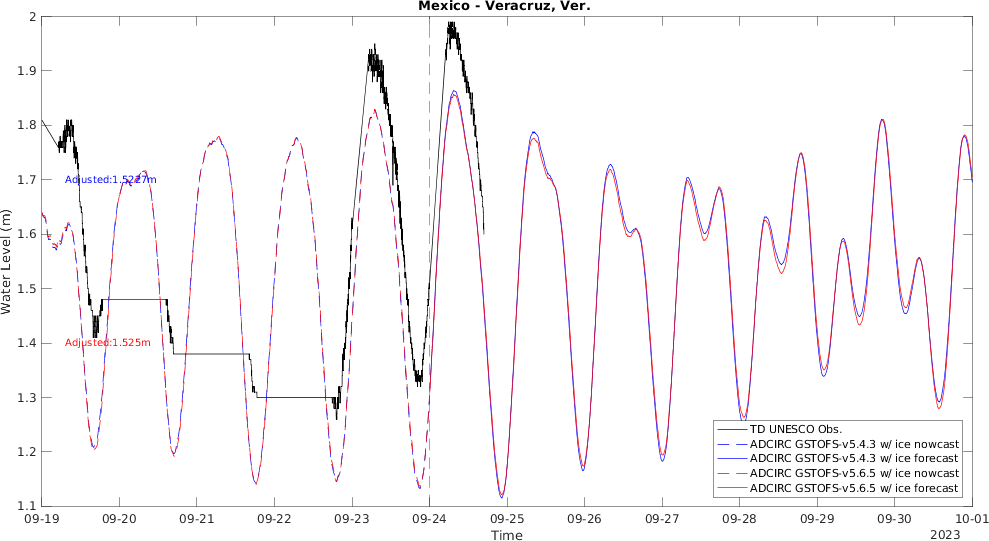 Mexico - Veracruz, Ver.
2
1.9
1.8
1.7
1.6
1.5
1.4
1.3
1.2
1.1
Water Level (m)
Adjusted:1.5227m
Adjusted:1.525m
TD UNESCO Obs.
ADCIRC GSTOFS-v5.4.3 w/ ice nowcast
ADCIRC GSTOFS-v5.4.3 w/ ice forecast
ADCIRC GSTOFS-v5.6.5 w/ ice nowcast
ADCIRC GSTOFS-v5.6.5 w/ ice forecast
09-19 09-20 09-21 09-22 09-23 09-24 09-25 09-26 09-27 09-28 09-29 09-30 10-01
Time
2023